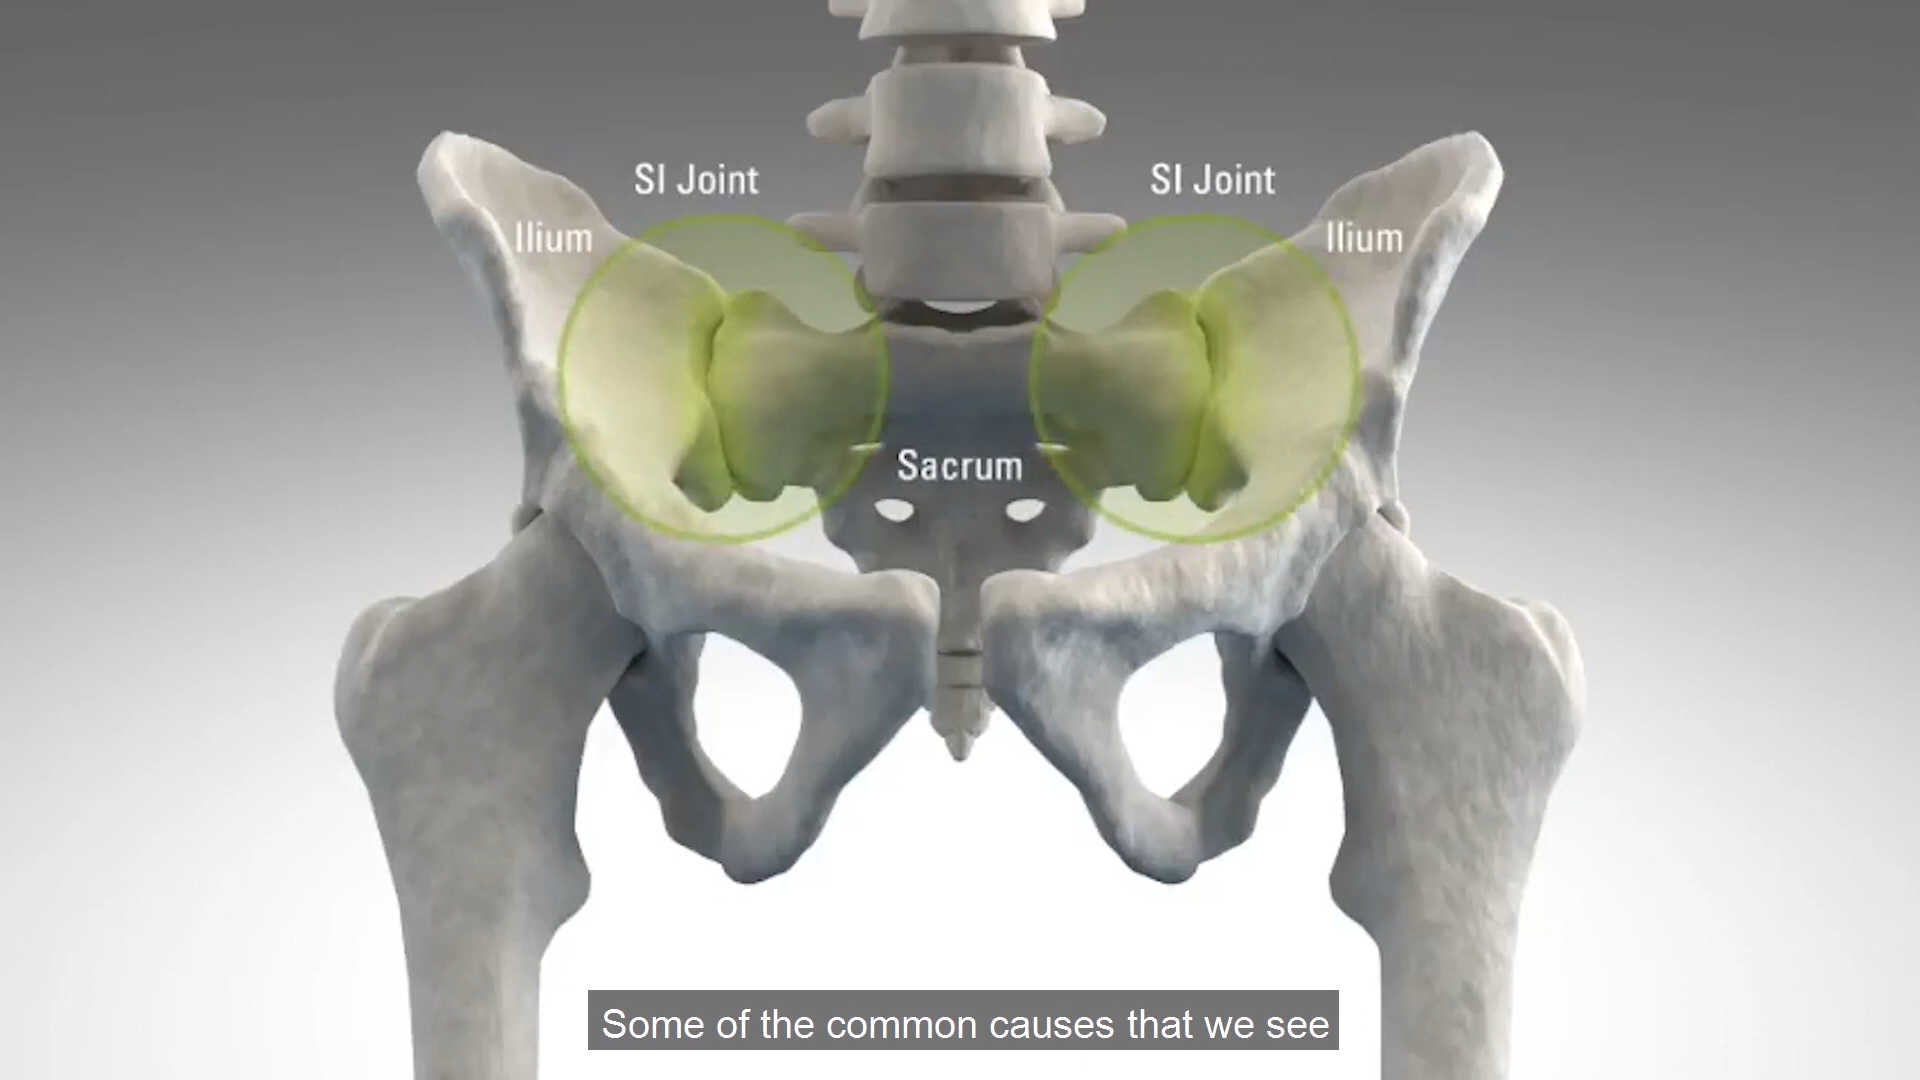 SI Joint
SI Joint
Ilium
Ilium
Sacrum
Some of the common causes that we see